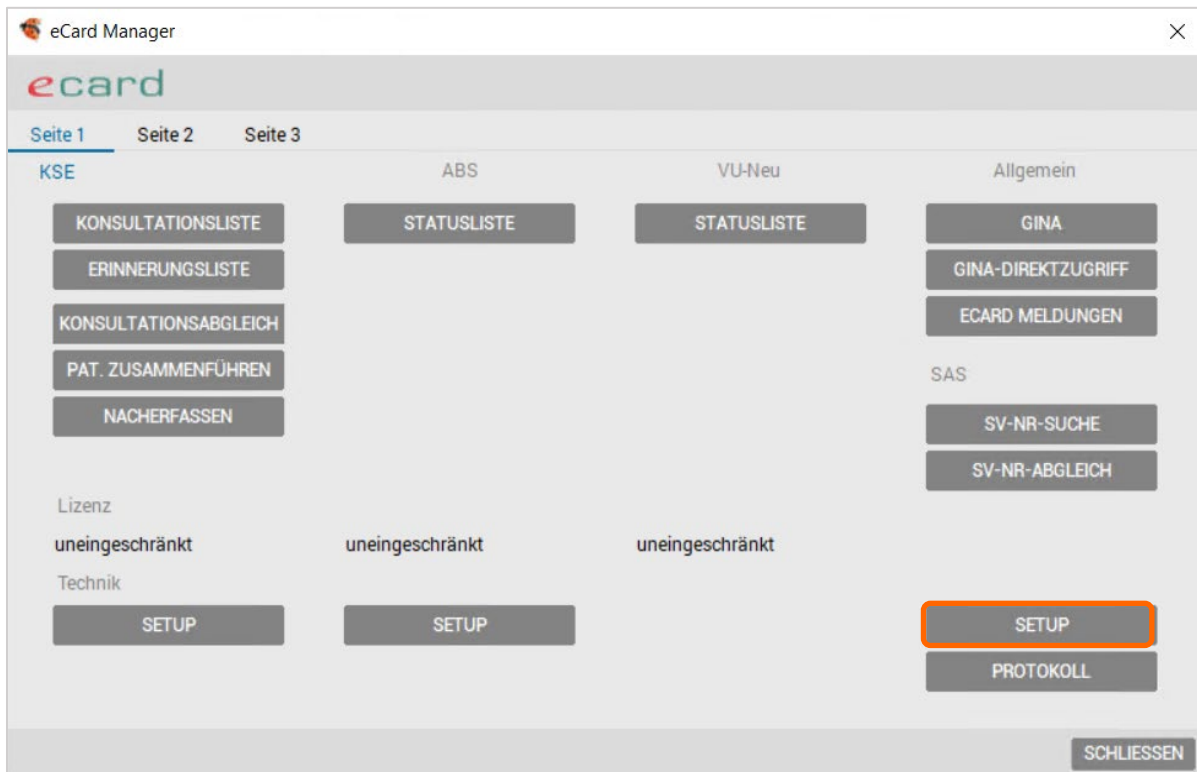 eCard Manager
ecard
Seite 1 Seite 2 Seite 3
KSE ABS VU-Neu Allgemein
KONSULTATIONSLISTE STATUSLISTE STATUSLISTE GINA
ERINNERUNGSLISTE GINA-DIREKTZUGRIFF
KONSULTATIONSABGLEICH ECARD MELDUNGEN
PAT. ZUSAMMENFÜHREN SAS
NACHERFASSEN SV-NR-SUCHE
SV-NR-ABGLEICH
Lizenz
uneingeschränkt uneingeschränkt uneingeschränkt
Technik
SETUP SETUP SETUP
PROTOKOLL
SCHLIESSEN